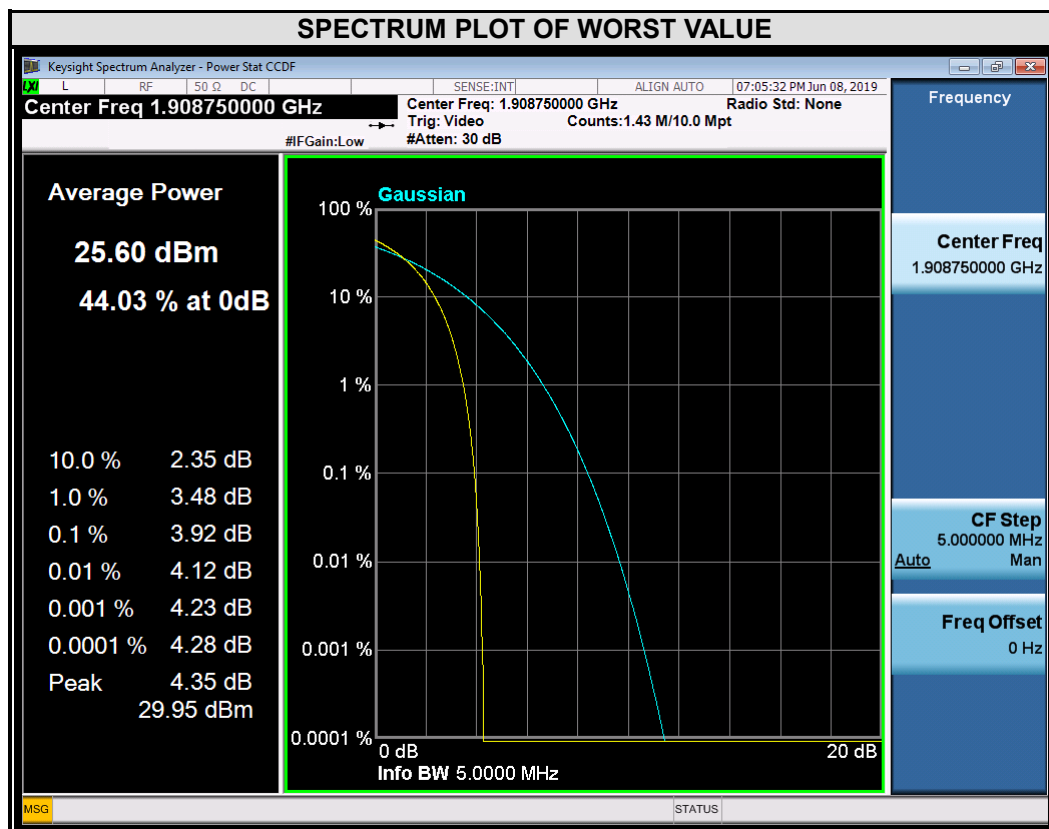 SPECTRUM PLOT OF WORST VALUE
Keysight Spectrum Analyzer - Power Stat CCDF
LXI L RF 50 Ω DC SENSE:INT ALIGN AUTO 07:05:32 PM Jun 08, 2019
Center Freq 1.908750000 GHz
Center Freq: 1.908750000 GHz Radio Std: None
Trig: Video Counts:1.43 M/10.0 Mpt
#IFGain:Low #Atten: 30 dB
Frequency
Average Power
25.60 dBm
44.03 % at 0dB
10.0 % 2.35 dB
1.0 % 3.48 dB
0.1 % 3.92 dB
0.01 % 4.12 dB
0.001 % 4.23 dB
0.0001 % 4.28 dB
Peak 4.35 dB
29.95 dBm
Gaussian
100 %
10 %
1 %
0.1 %
0.01 %
0.001 %
0.0001 %
0 dB 20 dB
Info BW 5.0000 MHz
Center Freq
1.908750000 GHz
CF Step
5.000000 MHz
Auto Man
Freq Offset
0 Hz
MSG STATUS